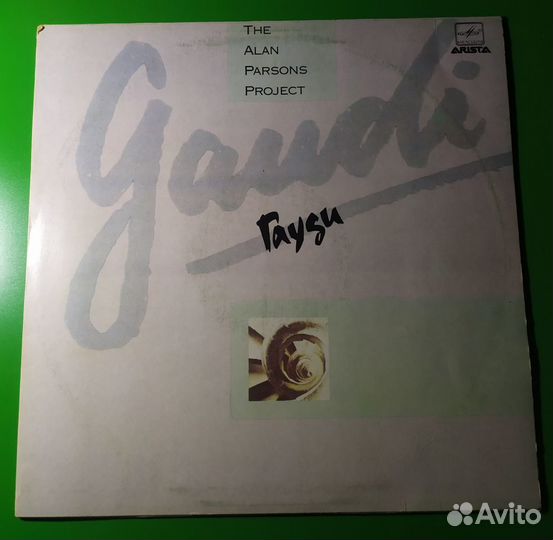 THE
ALAN
PARSONS
PROJECT
ARISTA
gaudi
Гауди
Avito